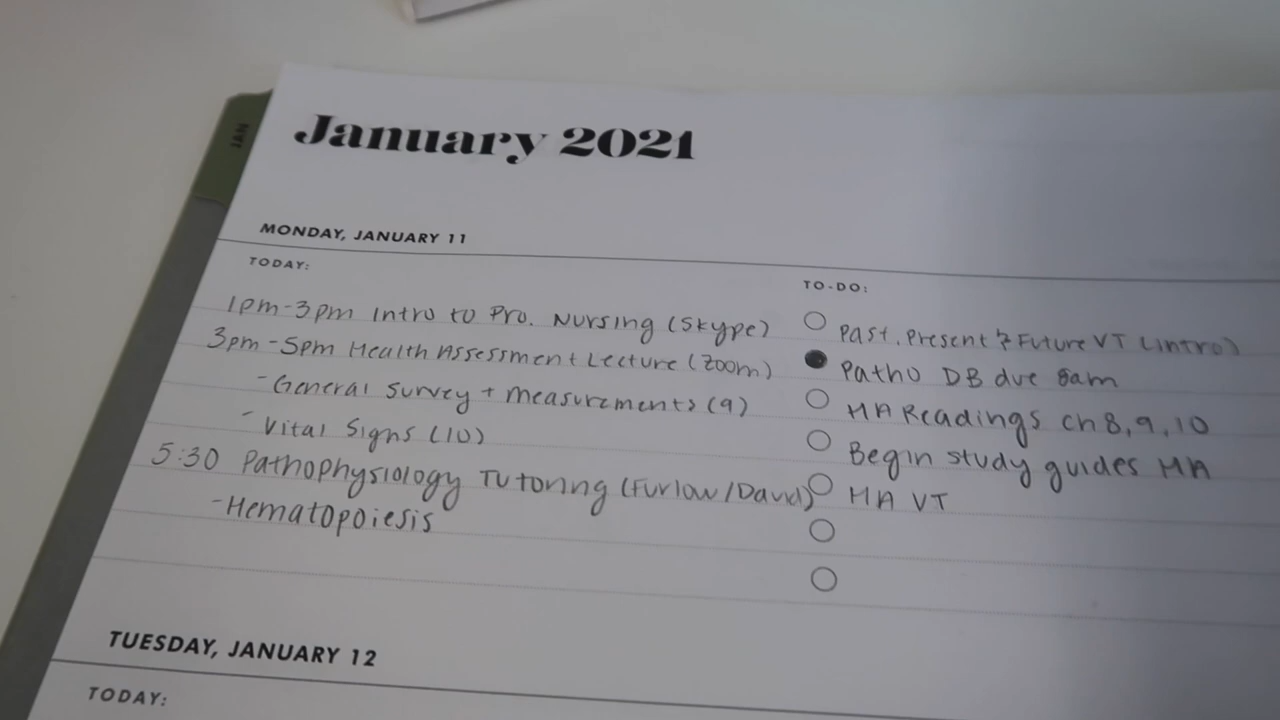 JAN
January 2021
MONDAY, JANUARY 11
TODAY:
1pm-3pm Intro to Pro. Nursing (Skype)
3pm-5pm Health Assessment Lecture (Zoom)
-General survey + measurements (9)
- Vital Signs (10)
5:30 Pathophysiology Tutoring (Furlow/David)
-Hematopoiesis
TO-DO:
Past, Present & Future VT (intro)
Patho DB due 8am
HA Readings ch 8, 9, 10
Begin study guides HA
HA VT
TUESDAY, JANUARY 12
TODAY: